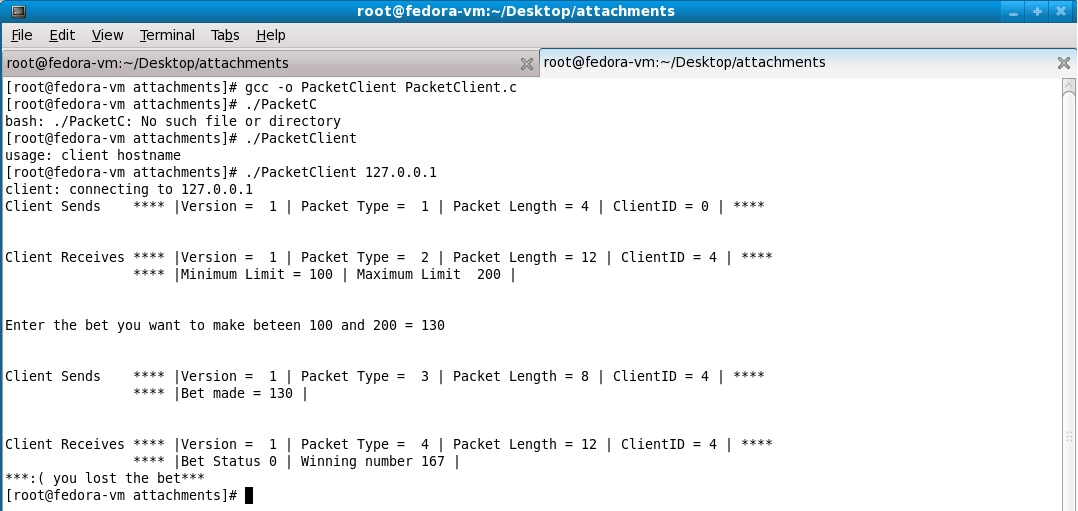 root@fedora-vm:~/Desktop/attachments
File Edit View Terminal Tabs Help
root@fedora-vm:~/Desktop/attachments root@fedora-vm:~/Desktop/attachments
[root@fedora-vm attachments]# gcc -o PacketClient PacketClient.c
[root@fedora-vm attachments]# ./PacketC
bash: ./PacketC: No such file or directory
[root@fedora-vm attachments]# ./PacketClient
usage: client hostname
[root@fedora-vm attachments]# ./PacketClient 127.0.0.1
client: connecting to 127.0.0.1
Client Sends    **** |Version =  1 | Packet Type =  1 | Packet Length = 4 | ClientID = 0 | ****
Client Receives **** |Version =  1 | Packet Type =  2 | Packet Length = 12 | ClientID = 4 | ****
                **** |Minimum Limit = 100 | Maximum Limit  200 |
Enter the bet you want to make beteen 100 and 200 = 130
Client Sends    **** |Version =  1 | Packet Type =  3 | Packet Length = 8 | ClientID = 4 | ****
                **** |Bet made = 130 |
Client Receives **** |Version =  1 | Packet Type =  4 | Packet Length = 12 | ClientID = 4 | ****
                **** |Bet Status 0 | Winning number 167 |
***:( you lost the bet***
[root@fedora-vm attachments]#